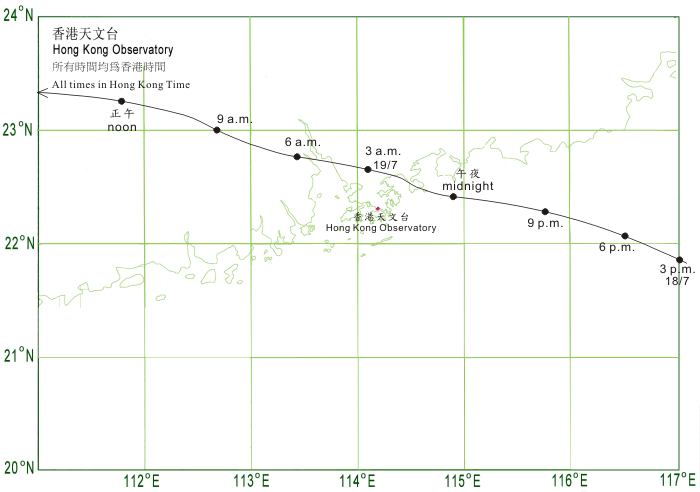 24°N
香港天文台
Hong Kong Observatory
所有時間均爲香港時間
All times in Hong Kong Time
正午
noon
9 a.m.
23°N
6 a.m.
3 a.m.
19/7
午夜
midnight
香港天文台
Hong Kong Observatory
9 p.m.
22°N
6 p.m.
3 p.m.
18/7
21°N
20°N
112°E
113°E
114°E
115°E
116°E
117°E